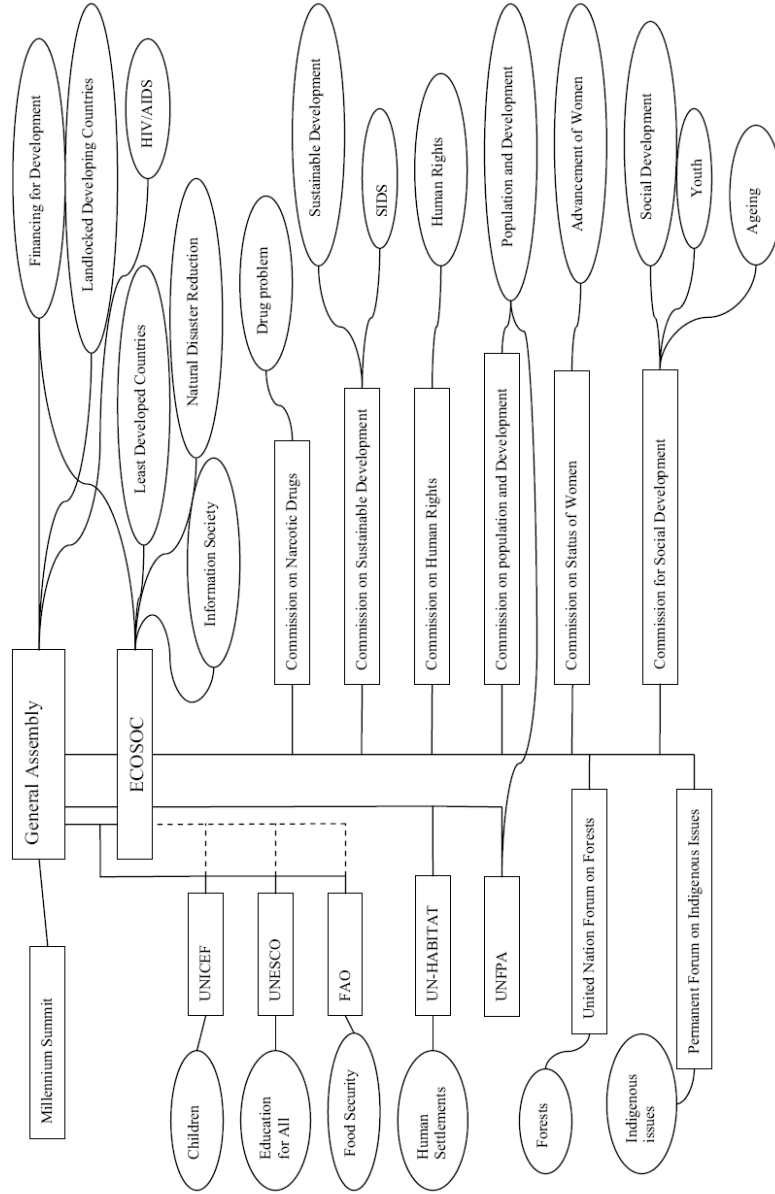 Millennium Summit
General Assembly
Financing for Development
Landlocked Developing Countries
HIV/AIDS
ECOSOC
Least Developed Countries
Natural Disaster Reduction
Information Society
Children
UNICEF
Education
for All
UNESCO
Food Security
FAO
Human
Settlements
UN-HABITAT
UNFPA
Forests
United Nation Forum on Forests
Indigenous
issues
Permanent Forum on Indigenous Issues
Commission on Narcotic Drugs
Drug problem
Commission on Sustainable Development
Sustainable Development
SIDS
Commission on Human Rights
Human Rights
Commission on population and Development
Population and Development
Commission on Status of Women
Advancement of Women
Commission for Social Development
Social Development
Youth
Ageing